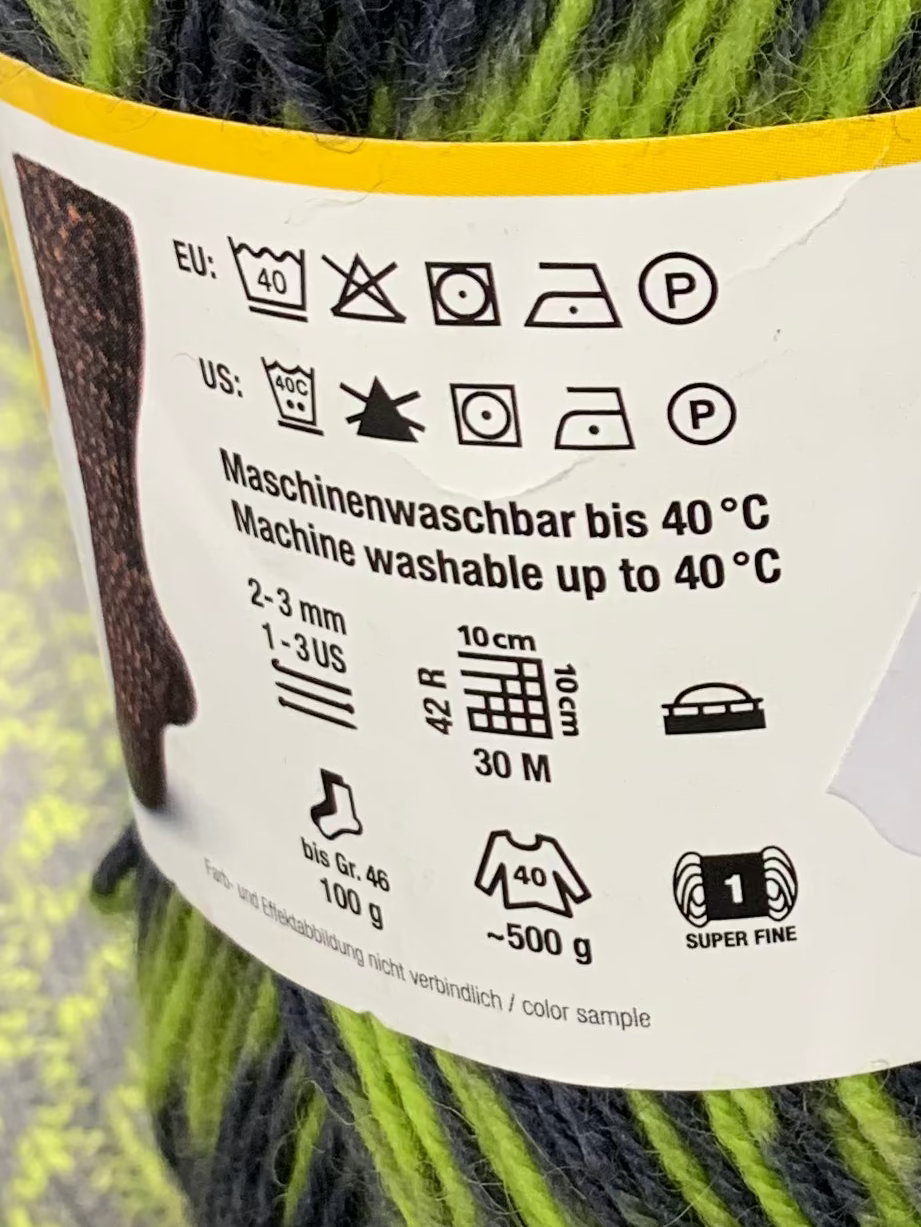 EU: 40 P
US: 40C P
Maschinenwaschbar bis 40 °C
Machine washable up to 40 °C
2-3 mm
1-3 US
10 cm
42 R
10 cm
30 M
bis Gr. 46
100 g
40
~500 g
1
SUPER FINE
Farb- und Effektabbildung nicht verbindlich / color sample